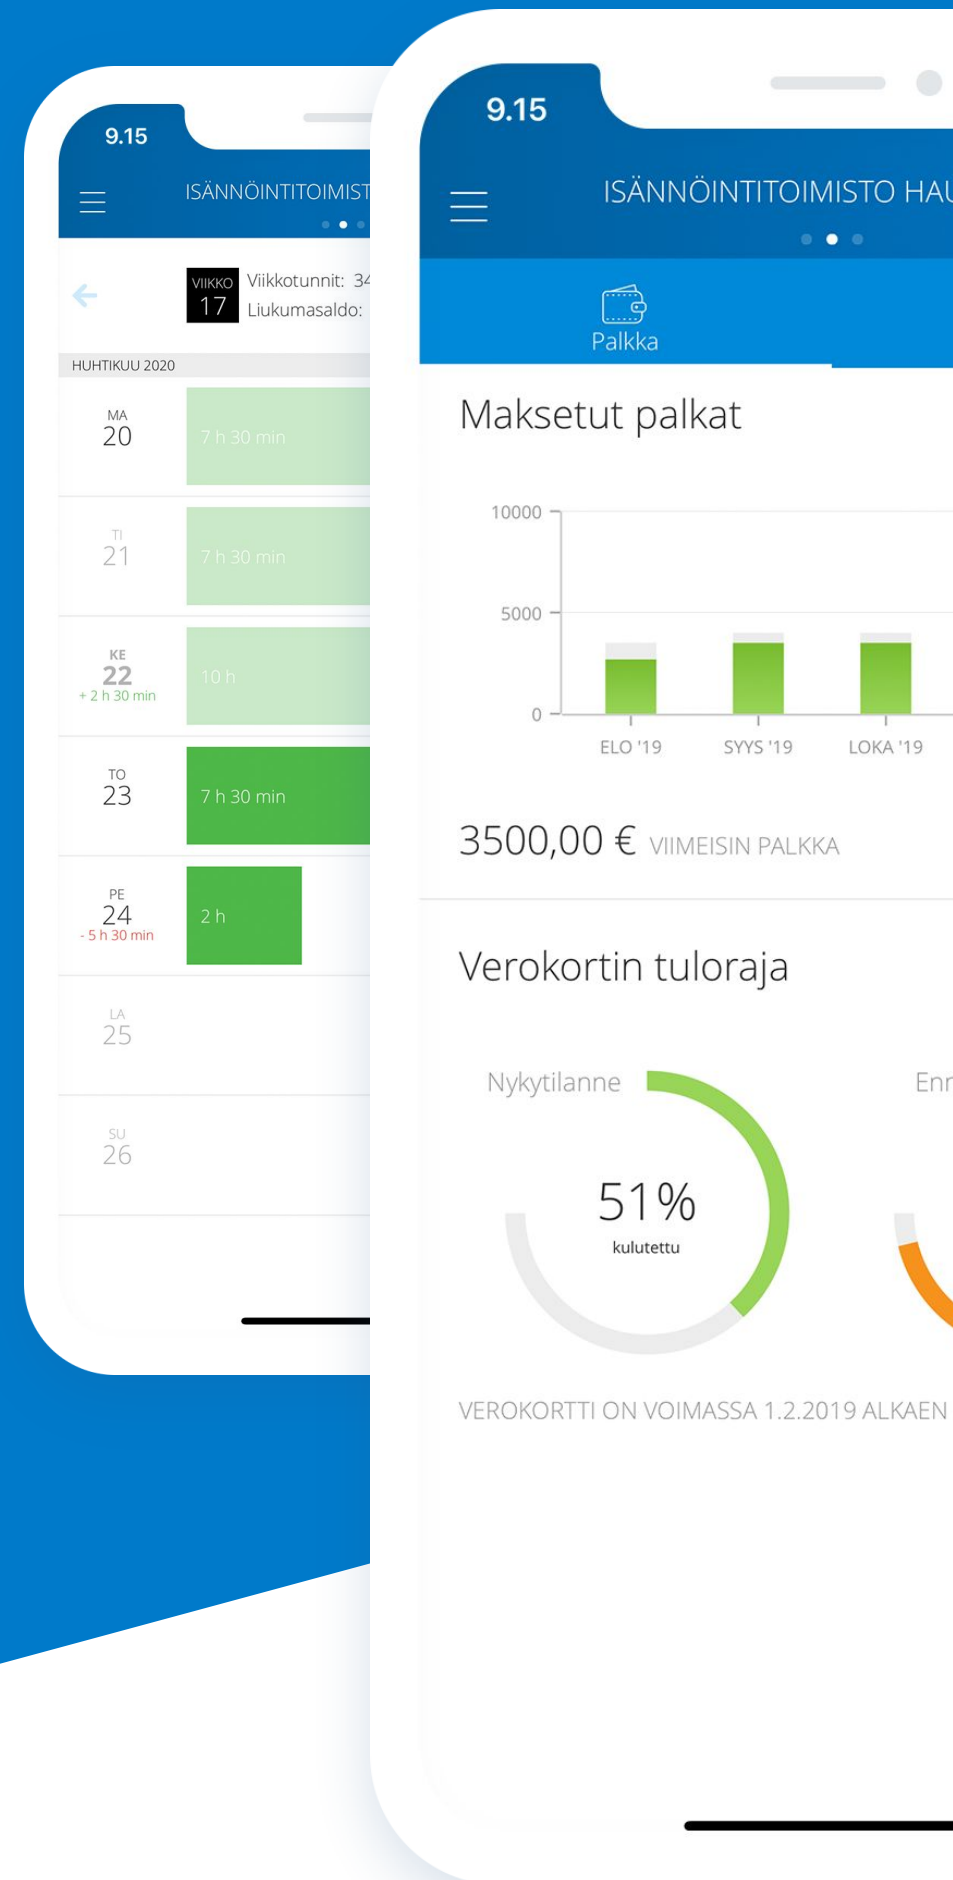 9.15
ISÄNNÖINTITOIMIST
VIIKKO
17
Viikkotunnit: 34
Liukumasaldo:
HUHTIKUU 2020
MA
20
7 h 30 min
TI
21
7 h 30 min
KE
22
+ 2 h 30 min
10 h
TO
23
7 h 30 min
PE
24
- 5 h 30 min
2 h
LA
25
SU
26
9.15
ISÄNNÖINTITOIMISTO HAU
Palkka
Maksetut palkat
10000
5000
0
ELO '19
SYYS '19
LOKA '19
3500,00 € VIIMEISIN PALKKA
Verokortin tuloraja
Nykytilanne
51%
kulutettu
Enn
VEROKORTTI ON VOIMASSA 1.2.2019 ALKAEN